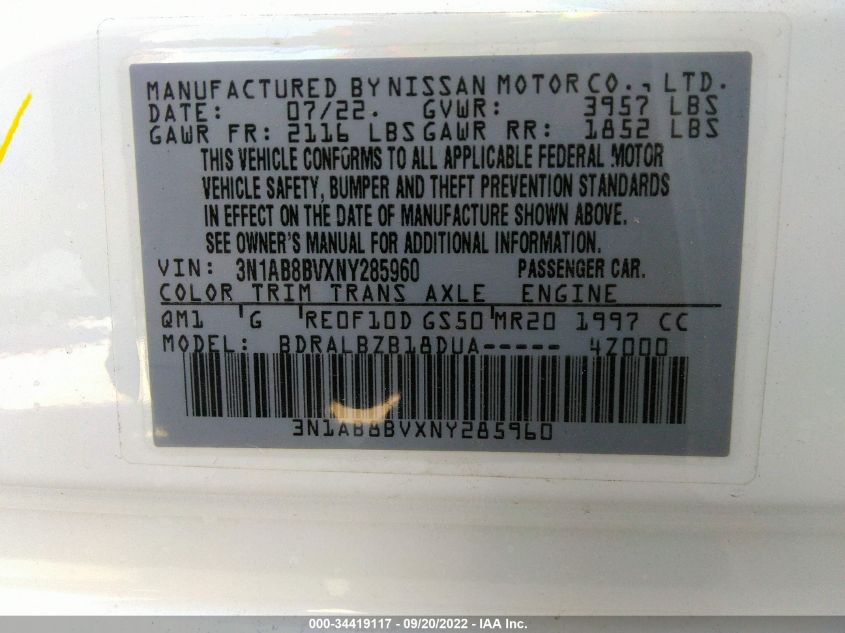 MANUFACTURED BY NISSAN MOTOR CO., LTD.
DATE: 07/22. GVWR: 3957 LBS
GAWR FR: 2116 LBS GAWR RR: 1852 LBS
THIS VEHICLE CONFORMS TO ALL APPLICABLE FEDERAL MOTOR
VEHICLE SAFETY, BUMPER AND THEFT PREVENTION STANDARDS
IN EFFECT ON THE DATE OF MANUFACTURE SHOWN ABOVE.
SEE OWNER'S MANUAL FOR ADDITIONAL INFORMATION.
VIN: 3N1AB8BVXNY285960 PASSENGER CAR.
COLOR TRIM TRANS AXLE ENGINE
QM1 'G 'RE0F10D GS50'MR20 1997 CC
MODEL: BDRALBZB18DUA----- 4Z000
3N1AB8BVXNY285960
000-34419117 - 09/20/2022 - IAA Inc.